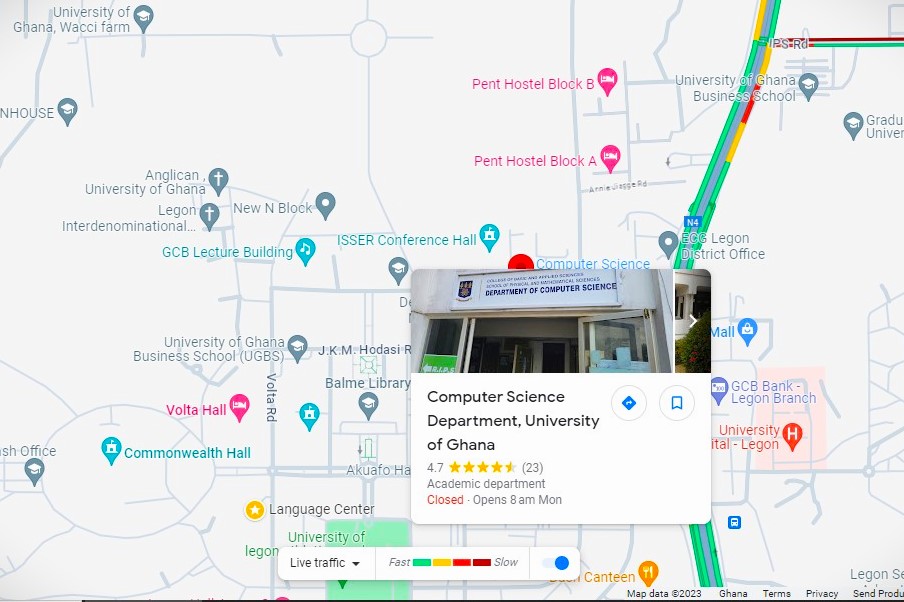 University of
Ghana, Wacci farm
IPS Rd
Pent Hostel Block B
University of Ghana
Business School
NHOUSE
Gradu
Univer
Pent Hostel Block A
Anglican ,
University of Ghana
Legon
Interdenominational...
New N Block
GCB Lecture Building
ISSER Conference Hall
N4
ECG Legon
District Office
Computer Science
COLLEGE OF BASIC AND APPLIED SCIENCES
SCHOOL OF PHYSICAL AND MATHEMATICAL SCIENCES
DEPARTMENT OF COMPUTER SCIENCE
De
University of Ghana
Business School (UGBS)
J.K.M. Hodasi R
Mall
Balme Library
Volta Rd
Volta Hall
GCB Bank -
Legon Branch
University
ital - Legon
Computer Science
Department, University
of Ghana
4.7 (23)
Academic department
Closed · Opens 8 am Mon
sh Office
Commonwealth Hall
Akuafo Ha
Language Center
University of
legon
Live traffic
Fast
Slow
Canteen
Legon Se
Map data ©2023
Ghana
Terms
Privacy
Send Produ